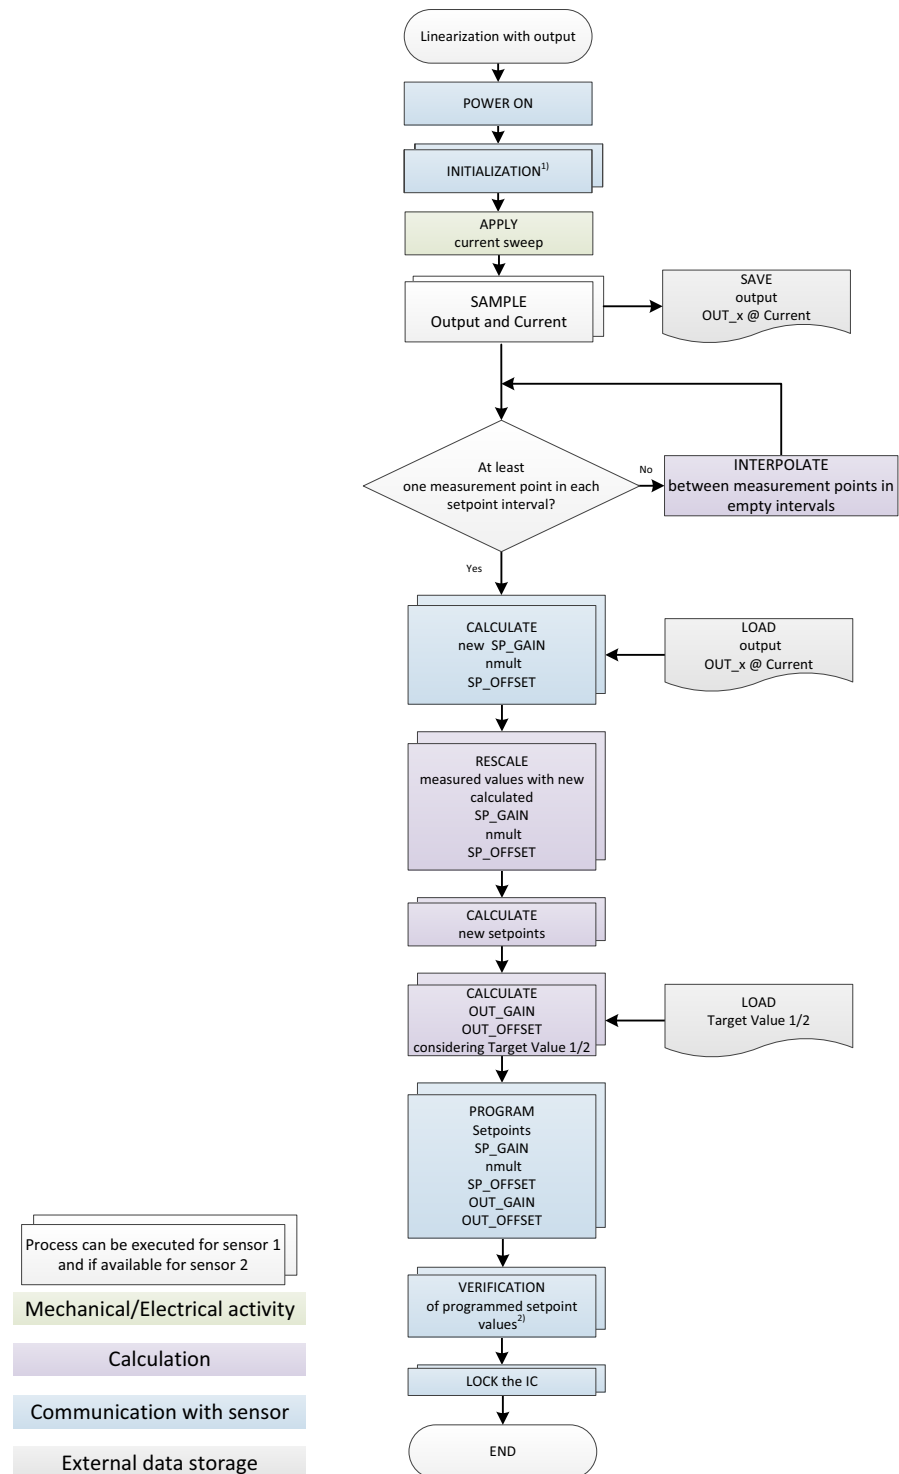 Linearization with output
POWER ON
INITIALIZATION1)
APPLY
current sweep
SAMPLE
Output and Current
SAVE
output
OUT_x @ Current
At least
one measurement point in each
setpoint interval?
No
INTERPOLATE
between measurement points in
empty intervals
Yes
CALCULATE
new SP_GAIN
nmult
SP_OFFSET
LOAD
output
OUT_x @ Current
RESCALE
measured values with new
calculated
SP_GAIN
nmult
SP_OFFSET
CALCULATE
new setpoints
CALCULATE
OUT_GAIN
OUT_OFFSET
considering Target Value 1/2
LOAD
Target Value 1/2
PROGRAM
Setpoints
SP_GAIN
nmult
SP_OFFSET
OUT_GAIN
OUT_OFFSET
VERIFICATION
of programmed setpoint
values2)
LOCK the IC
END
Process can be executed for sensor 1
and if available for sensor 2
Mechanical/Electrical activity
Calculation
Communication with sensor
External data storage